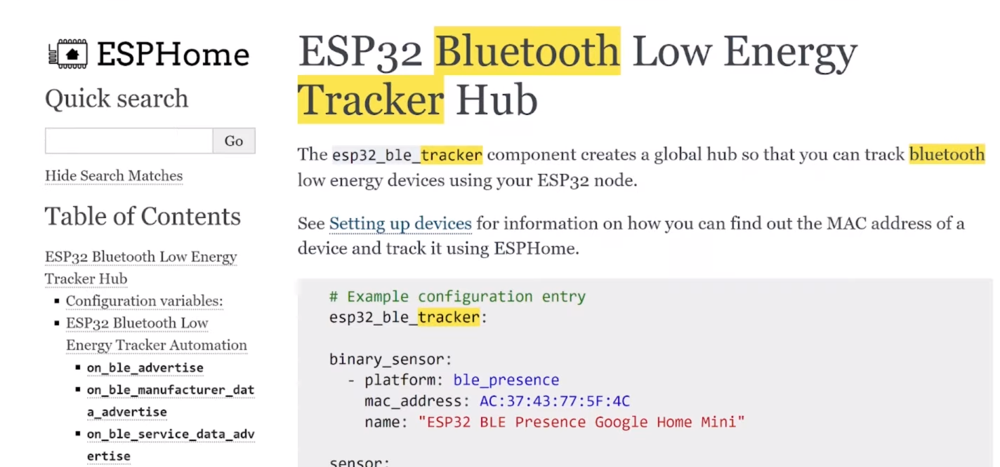 ESPHome
Quick search
Go
Hide Search Matches
Table of Contents
ESP32 Bluetooth Low Energy
Tracker Hub
Configuration variables:
ESP32 Bluetooth Low
Energy Tracker Automation
on_ble_advertise
on_ble_manufacturer_dat
a_advertise
on_ble_service_data_adv
ertise
ESP32 Bluetooth Low Energy
Tracker Hub
The esp32_ble_tracker component creates a global hub so that you can track bluetooth
low energy devices using your ESP32 node.
See Setting up devices for information on how you can find out the MAC address of a
device and track it using ESPHome.
# Example configuration entry
esp32_ble_tracker:
binary_sensor:
- platform: ble_presence
mac_address: AC:37:43:77:5F:4C
name: "ESP32 BLE Presence Google Home Mini"
sensor: